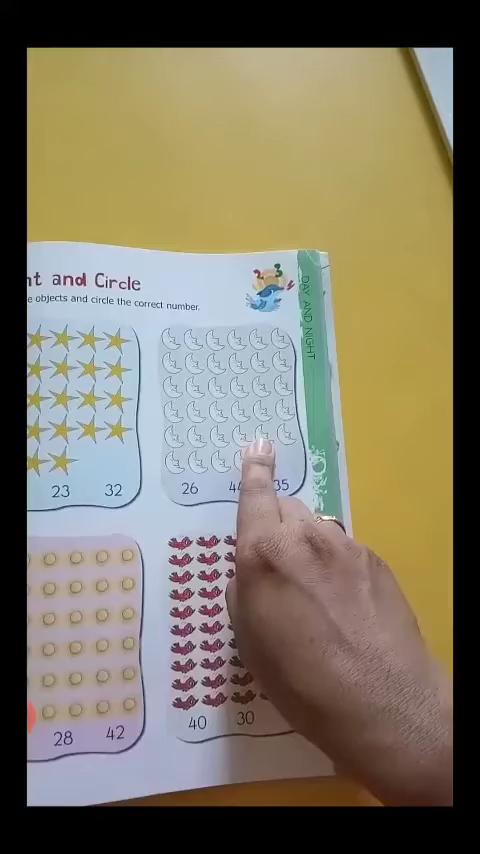 nt and Circle
e objects and circle the correct number.
DAY AND NIGHT
23 32
26 35
28 42
40 30